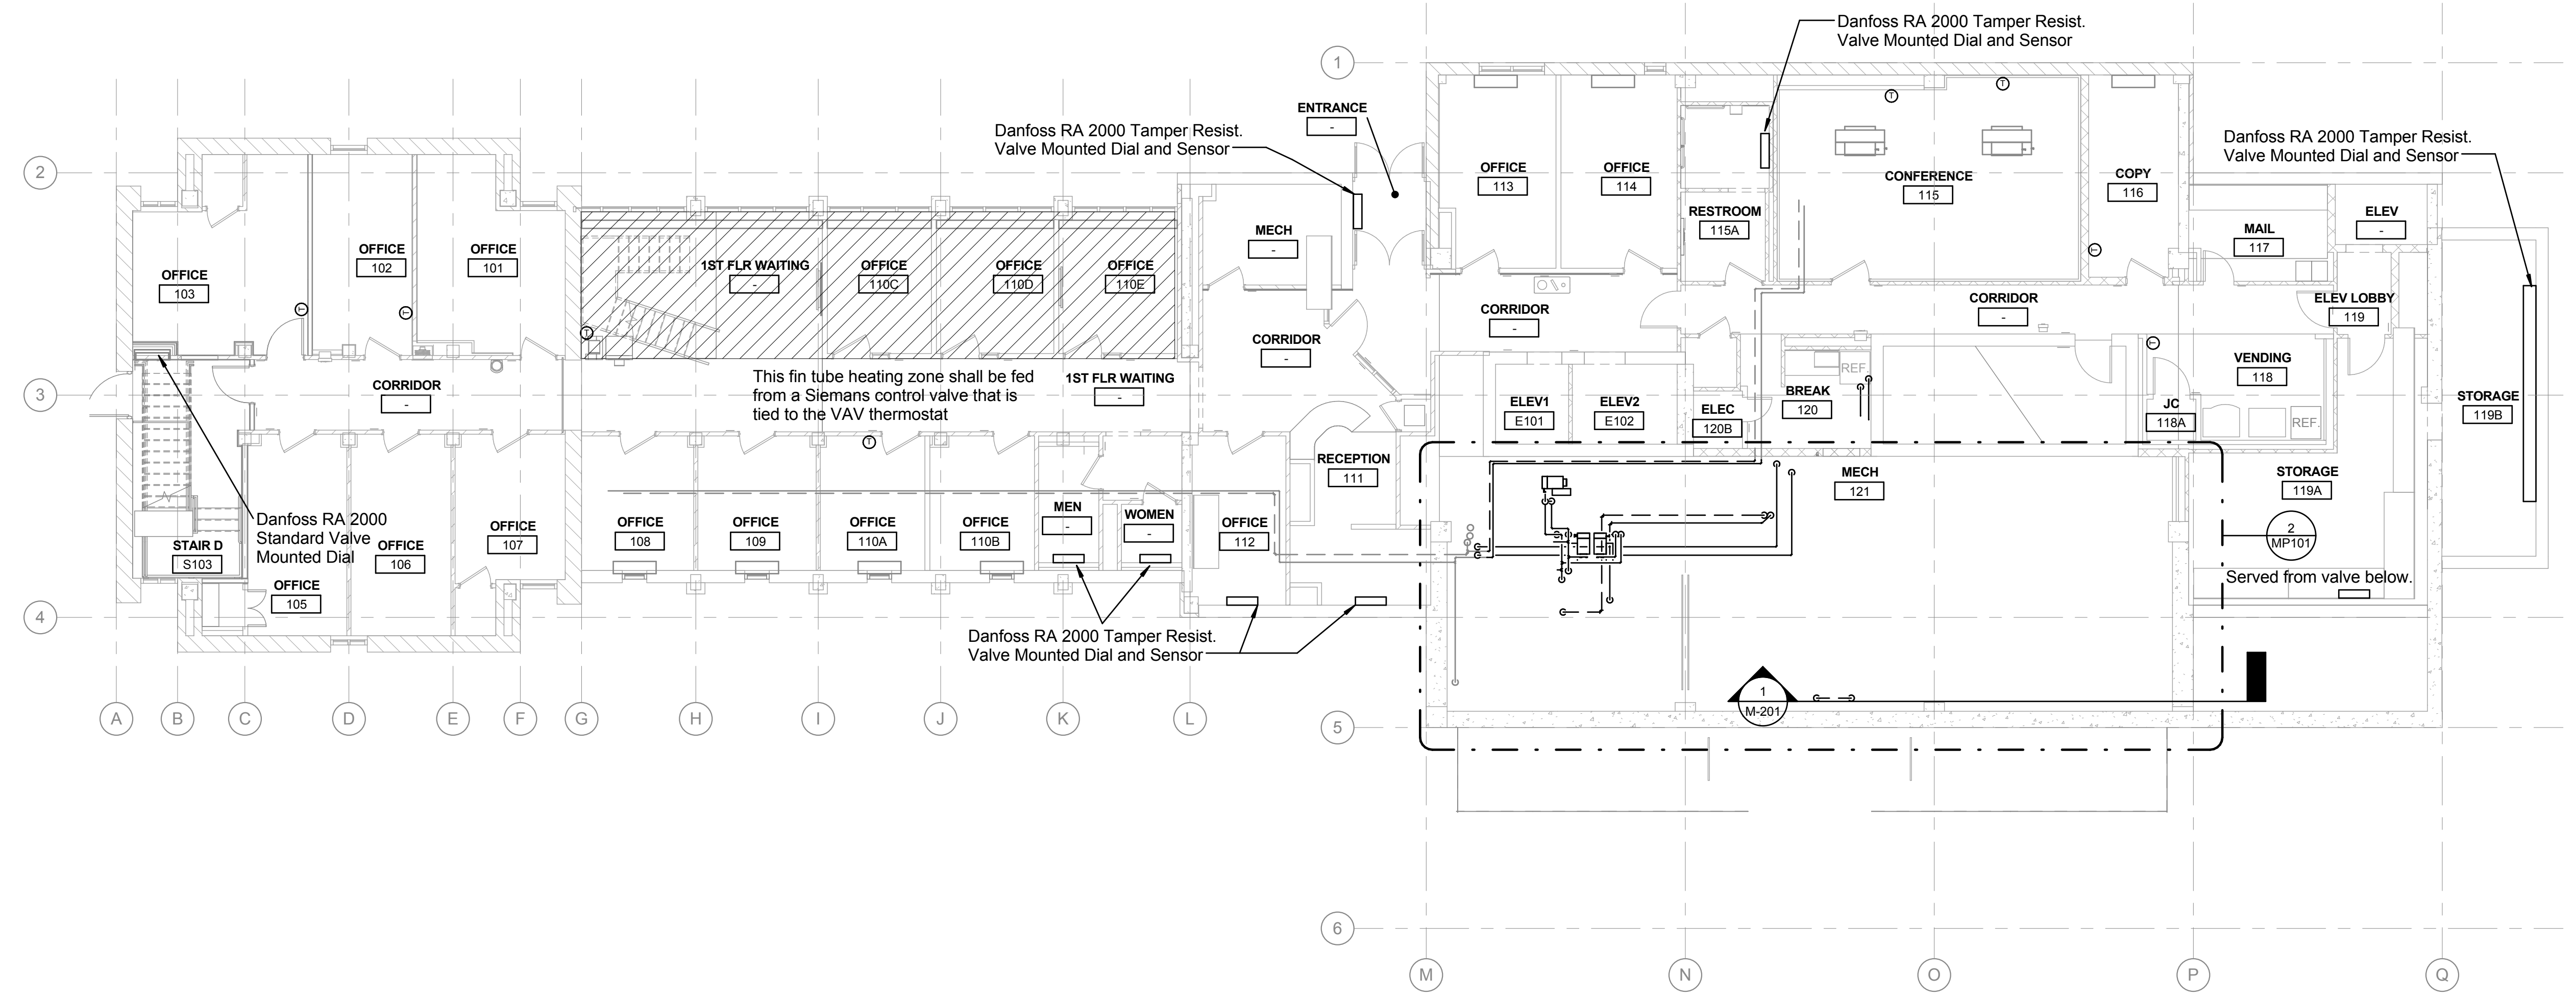 Danfoss RA 2000 Tamper Resist.
Valve Mounted Dial and Sensor
1
ENTRANCE
-
Danfoss RA 2000 Tamper Resist.
Valve Mounted Dial and Sensor
Danfoss RA 2000 Tamper Resist.
Valve Mounted Dial and Sensor
2
T
T
OFFICE
113
OFFICE
114
CONFERENCE
115
COPY
116
RESTROOM
115A
ELEV
-
MAIL
117
T
MECH
-
OFFICE
103
OFFICE
102
OFFICE
101
1ST FLR WAITING
-
OFFICE
110C
OFFICE
110D
OFFICE
110E
T
T
T
CORRIDOR
-
CORRIDOR
-
ELEV LOBBY
119
CORRIDOR
-
T
VENDING
118
REF.
3
CORRIDOR
-
This fin tube heating zone shall be fed
from a Siemans control valve that is
tied to the VAV thermostat
1ST FLR WAITING
-
ELEV1
E101
ELEV2
E102
ELEC
120B
BREAK
120
JC
118A
REF.
STORAGE
119B
T
RECEPTION
111
MECH
121
STORAGE
119A
Danfoss RA 2000
Standard Valve
Mounted Dial
STAIR D
S103
OFFICE
106
OFFICE
107
OFFICE
108
OFFICE
109
OFFICE
110A
OFFICE
110B
MEN
-
WOMEN
-
OFFICE
112
2
MP101
Served from valve below.
OFFICE
105
4
Danfoss RA 2000 Tamper Resist.
Valve Mounted Dial and Sensor
1
M-201
A
B
C
D
E
F
G
H
I
J
K
L
5
6
M
N
O
P
Q